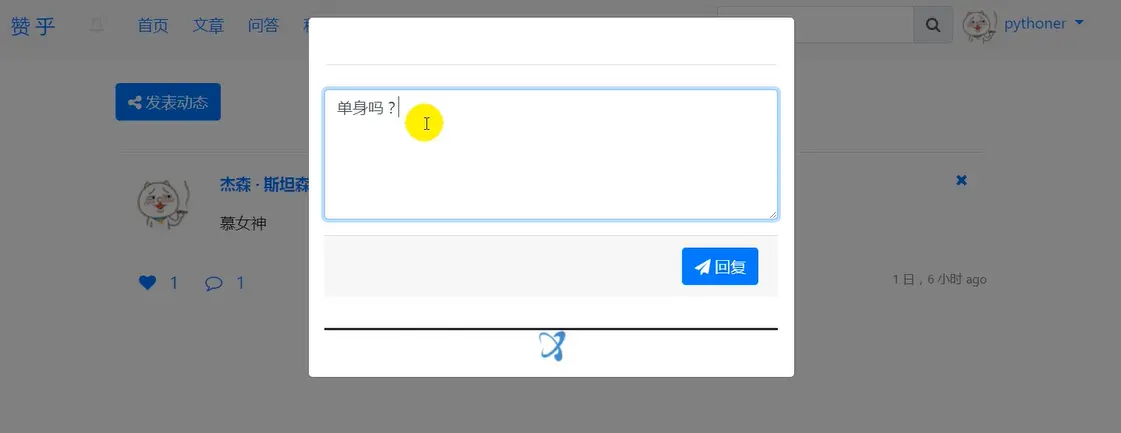 赞乎
首页 文章 问答
pythoner
发表动态
单身吗？
杰森 · 斯坦森
慕女神
回复
1 1
1 日，6 小时 ago